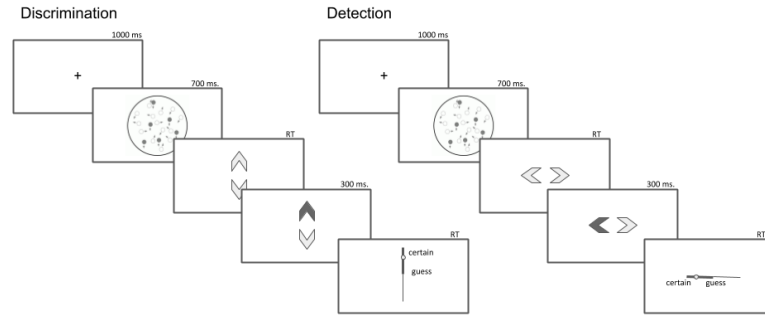 Discrimination
1000 ms
+
700 ms.
RT
300 ms.
RT
certain
guess
Detection
1000 ms
+
700 ms.
RT
300 ms.
RT
certain guess